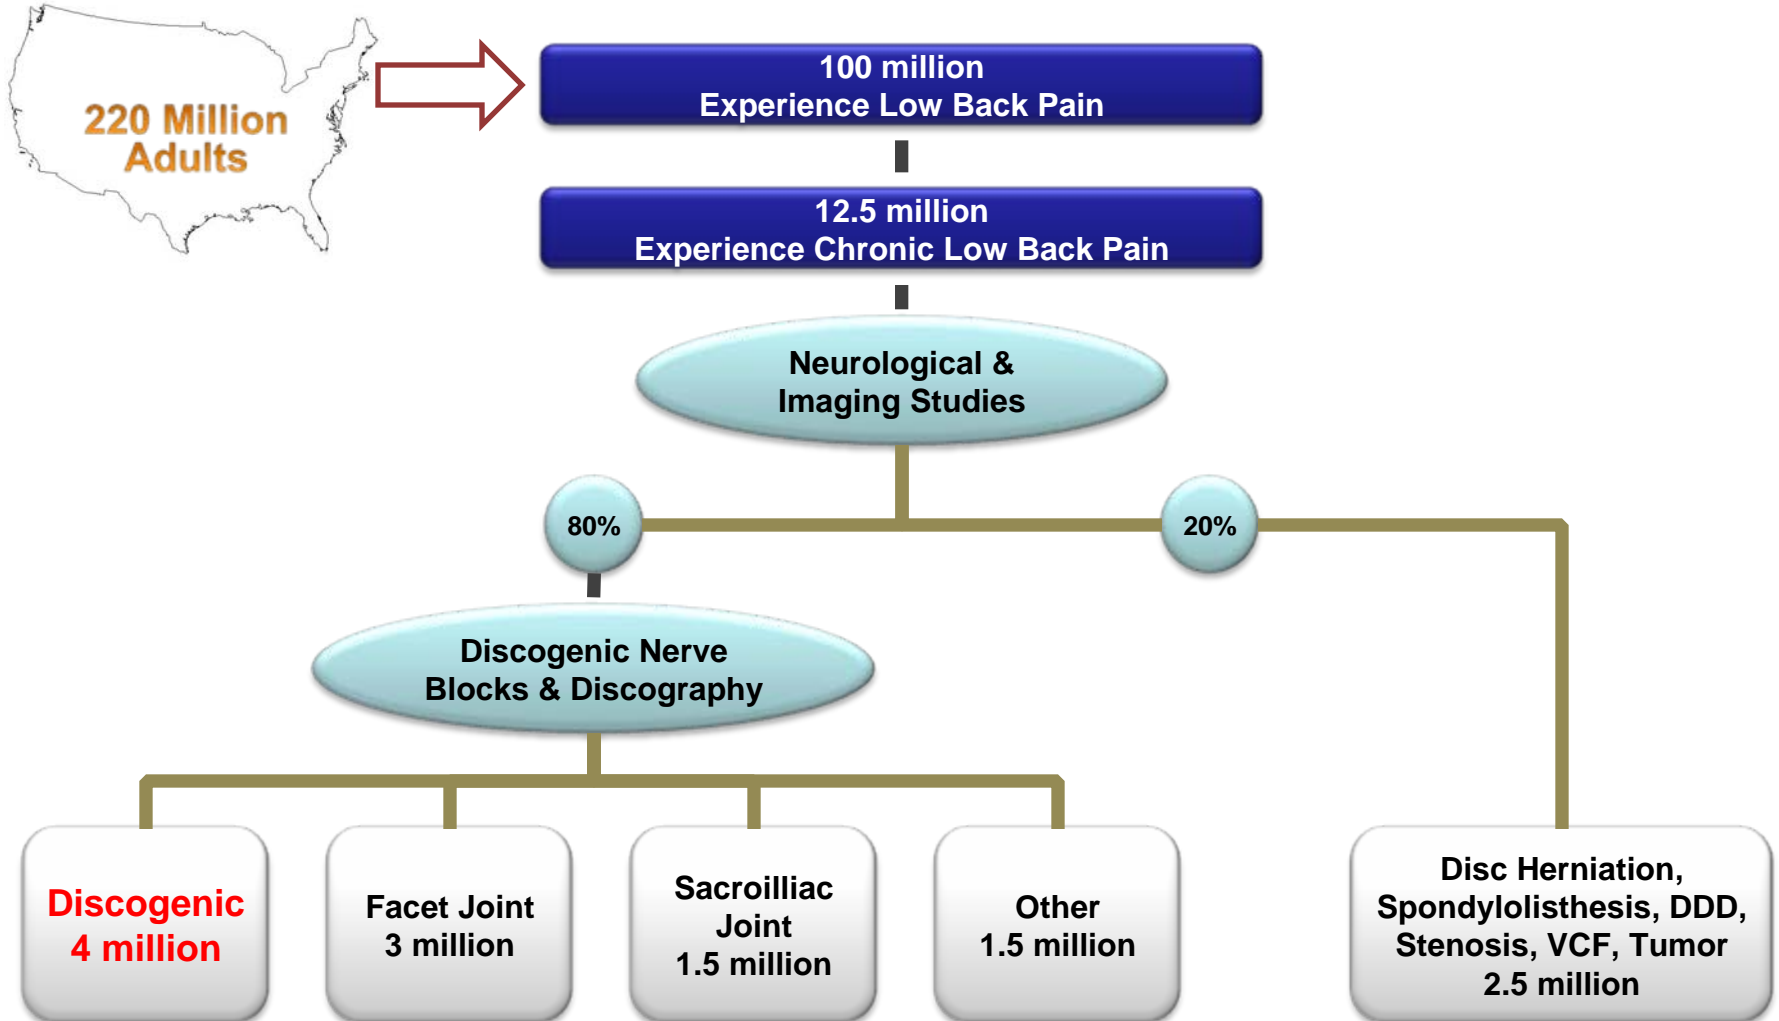 220 Million
Adults
100 million
Experience Low Back Pain
12.5 million
Experience Chronic Low Back Pain
Neurological &
Imaging Studies
80%
20%
Discogenic Nerve
Blocks & Discography
Discogenic
4 million
Facet Joint
3 million
Sacroilliac
Joint
1.5 million
Other
1.5 million
Disc Herniation,
Spondylolisthesis, DDD,
Stenosis, VCF, Tumor
2.5 million